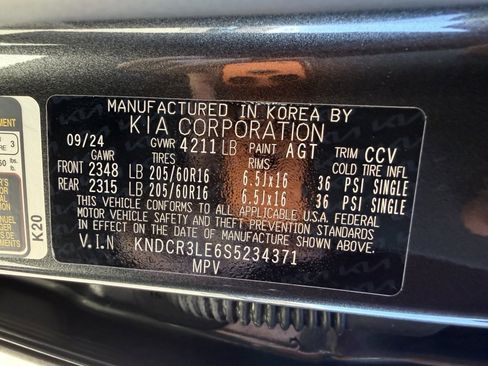 MANUFACTURED IN KOREA BY
KIA CORPORATION
09/24 GVWR 4211 LB PAINT AGT TRIM CCV
GAWR TIRES RIMS COLD TIRE INFL
FRONT 2348 LB 205/60R16 6.5Jx16 36 PSI SINGLE
REAR 2315 LB 205/60R16 6.5Jx16 36 PSI SINGLE
THIS VEHICLE CONFORMS TO ALL APPLICABLE U.S.A. FEDERAL
MOTOR VEHICLE SAFETY AND THEFT PREVENTION STANDARDS
IN EFFECT ON THE DATE OF MANUFACTURE SHOWN ABOVE.
V.I.N KNDCR3LE6S5234371
MPV
K20
3
lbs.